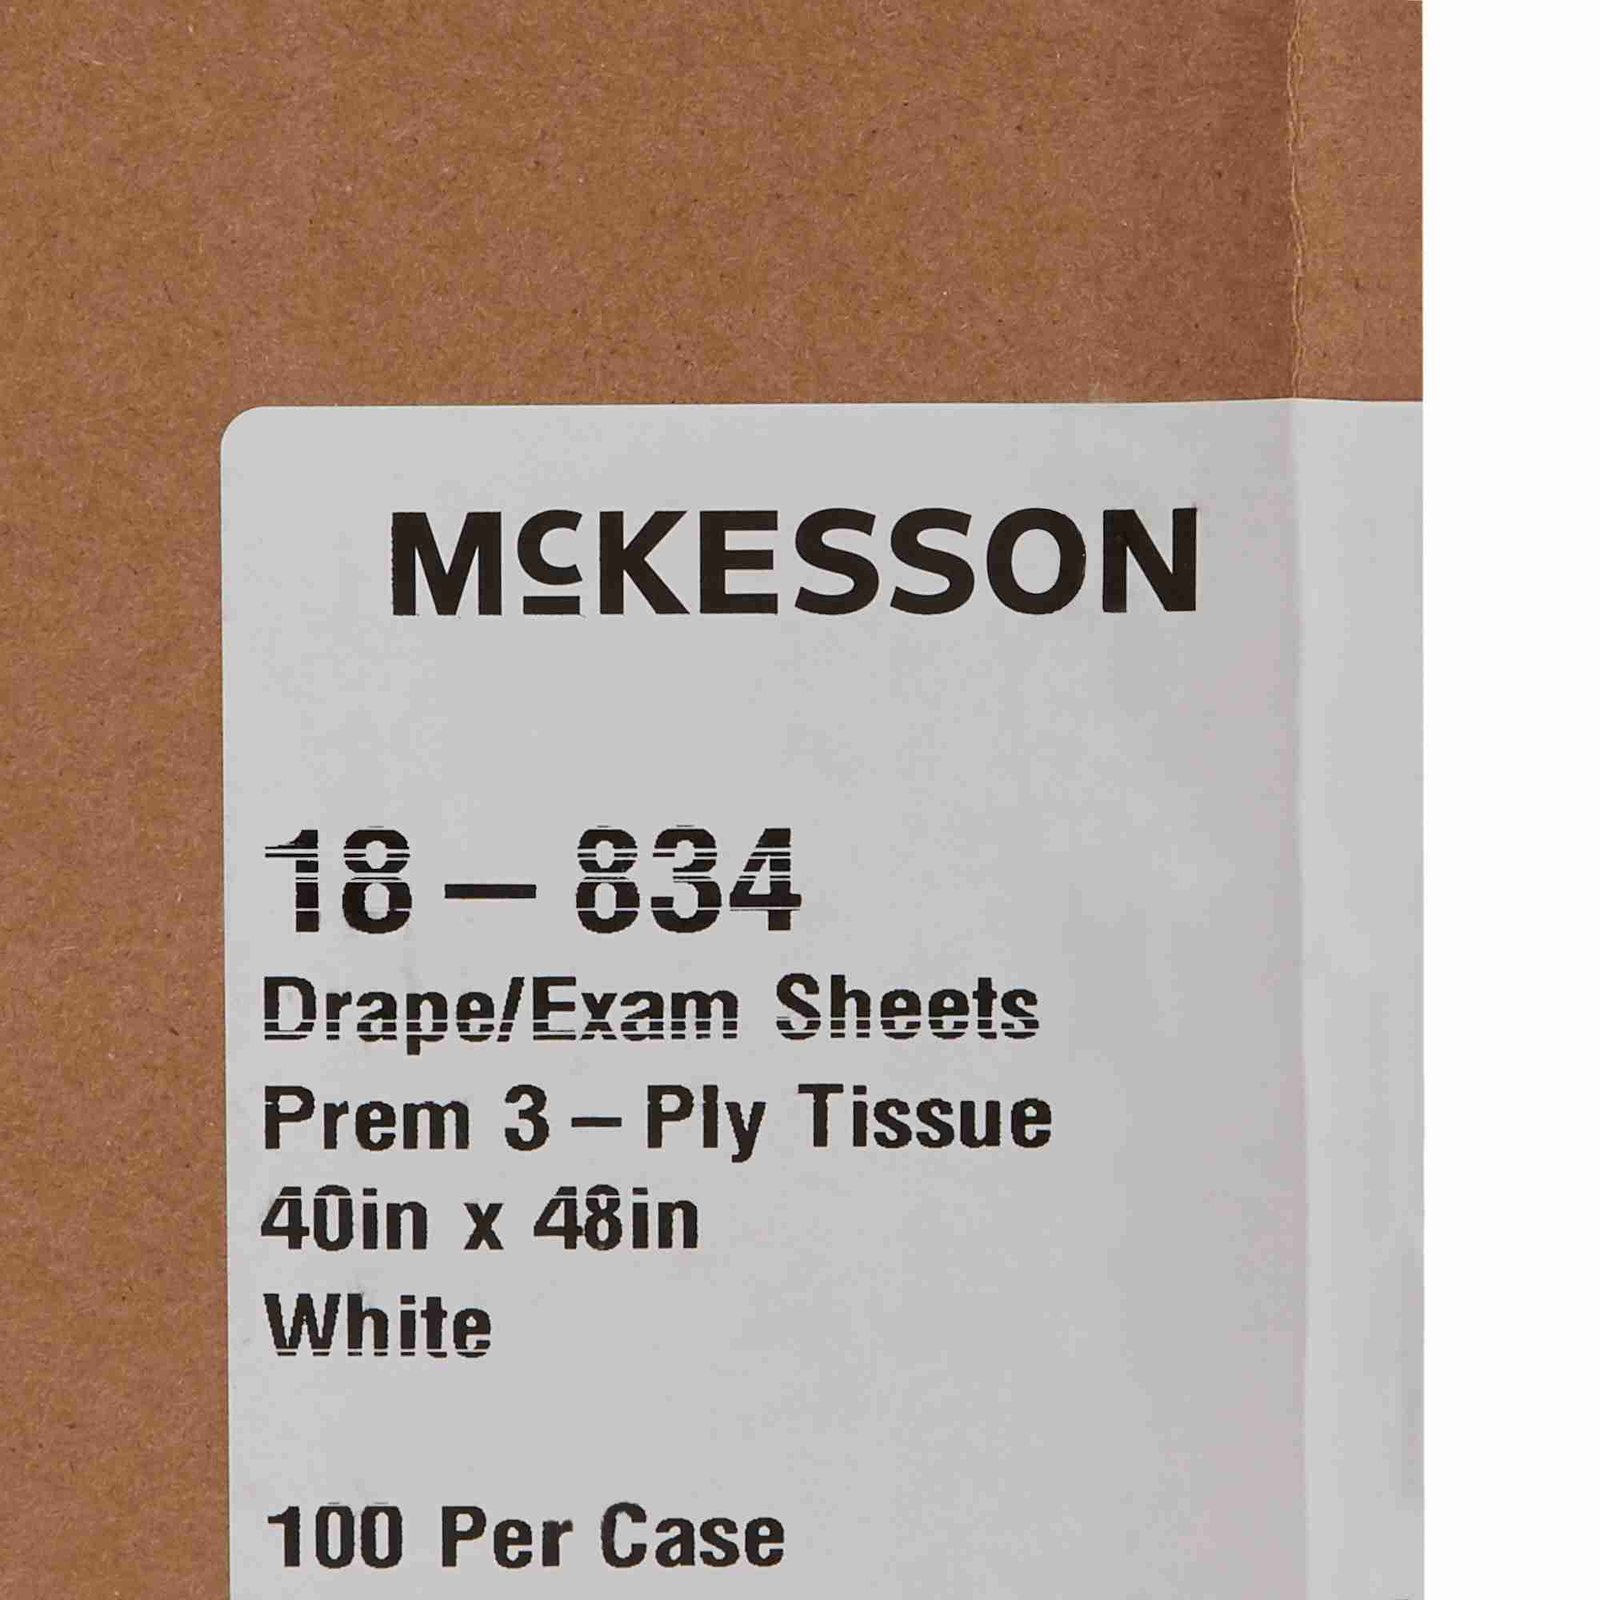 McKESSON
18-834
Drape/Exam Sheets
Prem 3-Ply Tissue
40in x 48in
White
100 Per Case